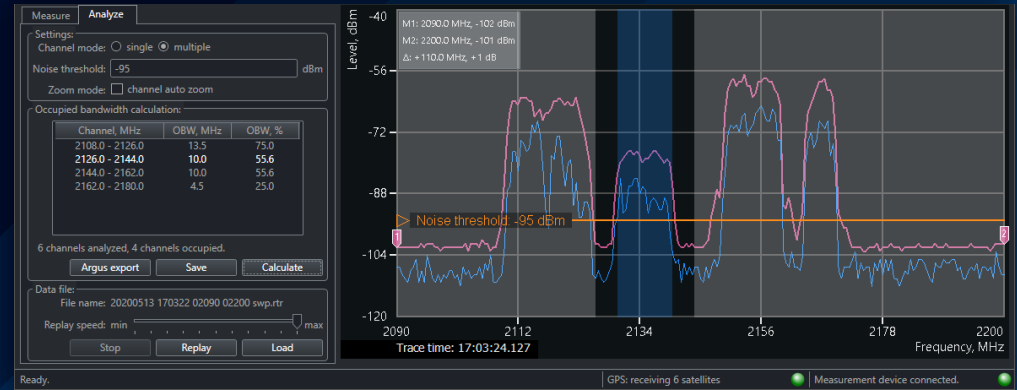 Measure
Analyze
Settings:
Channel mode: single multiple
Noise threshold: -95 dBm
Zoom mode: channel auto zoom
Occupied bandwidth calculation:
Channel, MHz OBW, MHz OBW, %
2108.0 - 2126.0 13.5 75.0
2126.0 - 2144.0 10.0 55.6
2144.0 - 2162.0 10.0 55.6
2162.0 - 2180.0 4.5 25.0
6 channels analyzed, 4 channels occupied.
Argus export Save Calculate
Data file:
File name: 20200513 170322 02090 02200 swp.rtr
Replay speed: min max
Stop Replay Load
Level, dBm
-40
-56
-72
-88
-104
-120
M1: 2090.0 MHz, -102 dBm
M2: 2200.0 MHz, -101 dBm
Δ: +110.0 MHz, +1 dB
Noise threshold: -95 dBm
1
2
2090 2112 2134 2156 2178 2200
Trace time: 17:03:24.127
Frequency, MHz
Ready.
GPS: receiving 6 satellites
Measurement device connected.